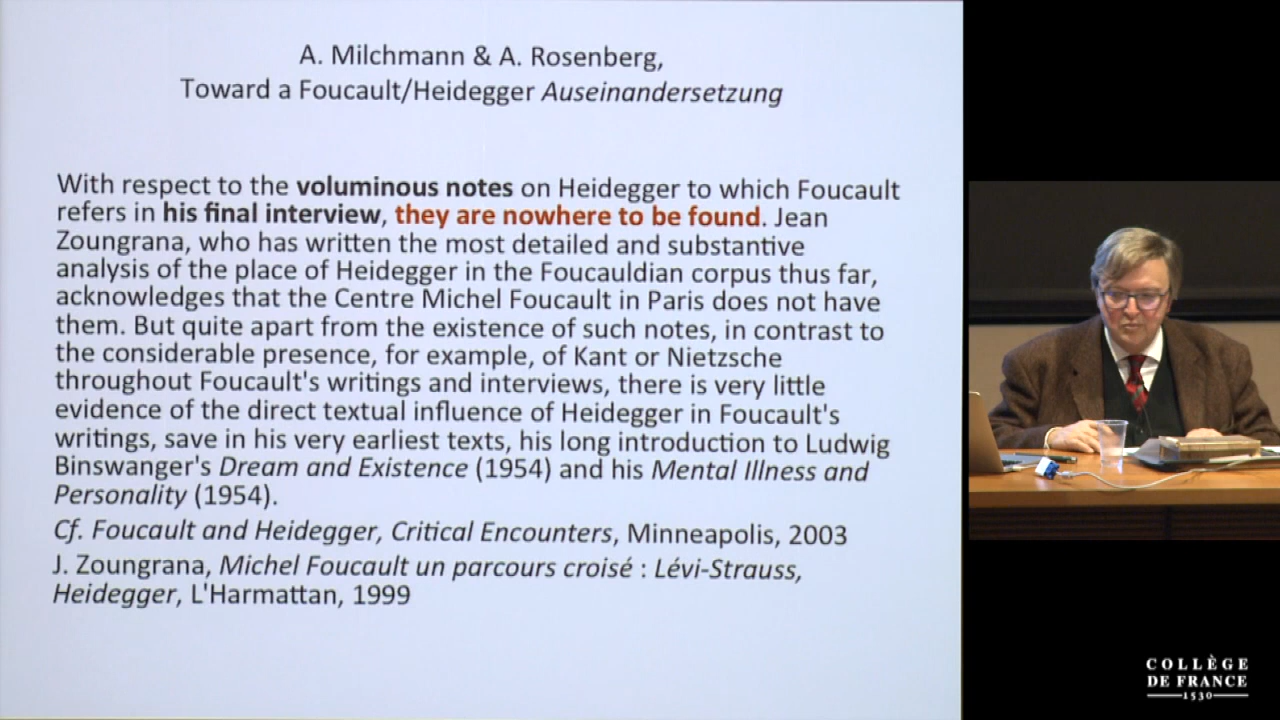 A. Milchmann & A. Rosenberg,
Toward a Foucault/Heidegger Auseinandersetzung
With respect to the voluminous notes on Heidegger to which Foucault
refers in his final interview, they are nowhere to be found. Jean
Zoungrana, who has written the most detailed and substantive
analysis of the place of Heidegger in the Foucauldian corpus thus far,
acknowledges that the Centre Michel Foucault in Paris does not have
them. But quite apart from the existence of such notes, in contrast to
the considerable presence, for example, of Kant or Nietzsche
throughout Foucault's writings and interviews, there is very little
evidence of the direct textual influence of Heidegger in Foucault's
writings, save in his very earliest texts, his long introduction to Ludwig
Binswanger's Dream and Existence (1954) and his Mental Illness and
Personality (1954).
Cf. Foucault and Heidegger, Critical Encounters, Minneapolis, 2003
J. Zoungrana, Michel Foucault un parcours croisé : Lévi-Strauss,
Heidegger, L'Harmattan, 1999
COLLÈGE
DE FRANCE
1530